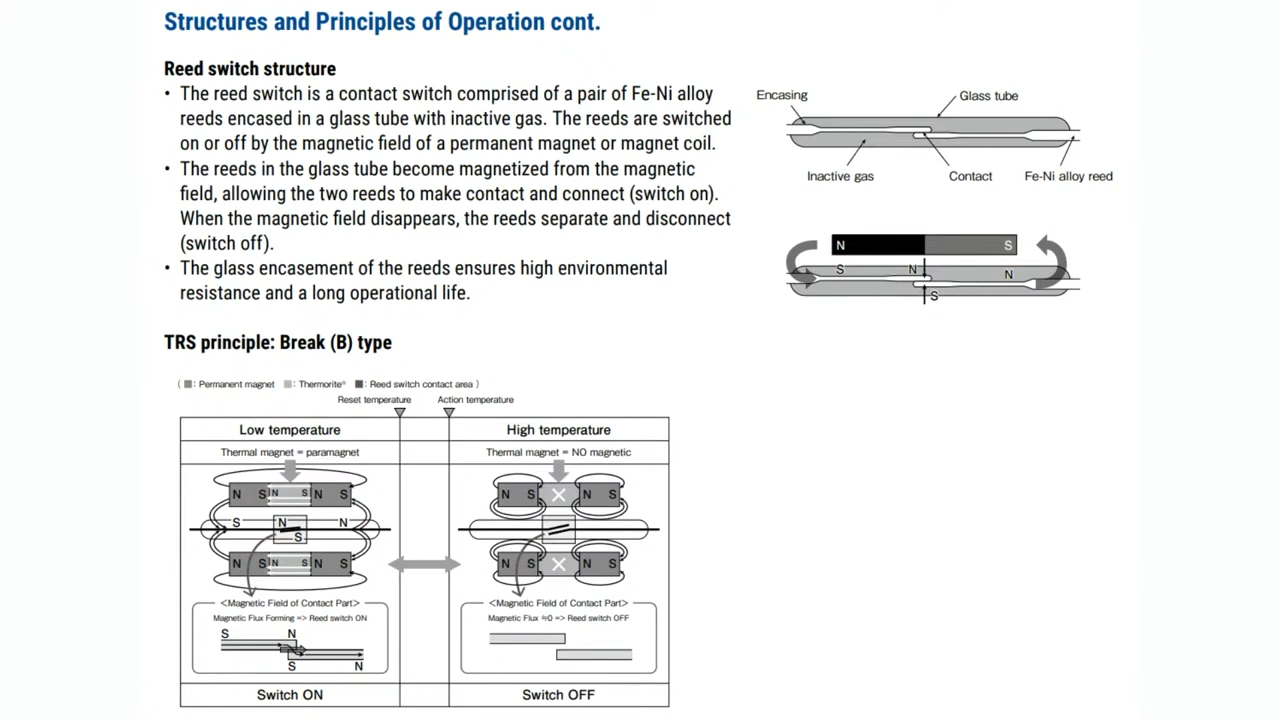 Structures and Principles of Operation cont.
Reed switch structure
• The reed switch is a contact switch comprised of a pair of Fe-Ni alloy
reeds encased in a glass tube with inactive gas. The reeds are switched
on or off by the magnetic field of a permanent magnet or magnet coil.
• The reeds in the glass tube become magnetized from the magnetic
field, allowing the two reeds to make contact and connect (switch on).
When the magnetic field disappears, the reeds separate and disconnect
(switch off).
• The glass encasement of the reeds ensures high environmental
resistance and a long operational life.
Encasing
Glass tube
Inactive gas
Contact
Fe-Ni alloy reed
N S
S N N
S
TRS principle: Break (B) type
( ■: Permanent magnet ■: Thermorite® ■: Reed switch contact area )
Reset temperature
Action temperature
Low temperature
High temperature
Thermal magnet = paramagnet
Thermal magnet = NO magnetic
N S N S N S
S N N
S
N S N S N S
N S N S
N S N S
<Magnetic Field of Contact Part>
Magnetic Flux Forming => Reed switch ON
S N
S N
<Magnetic Field of Contact Part>
Magnetic Flux ≒0 => Reed switch OFF
Switch ON
Switch OFF